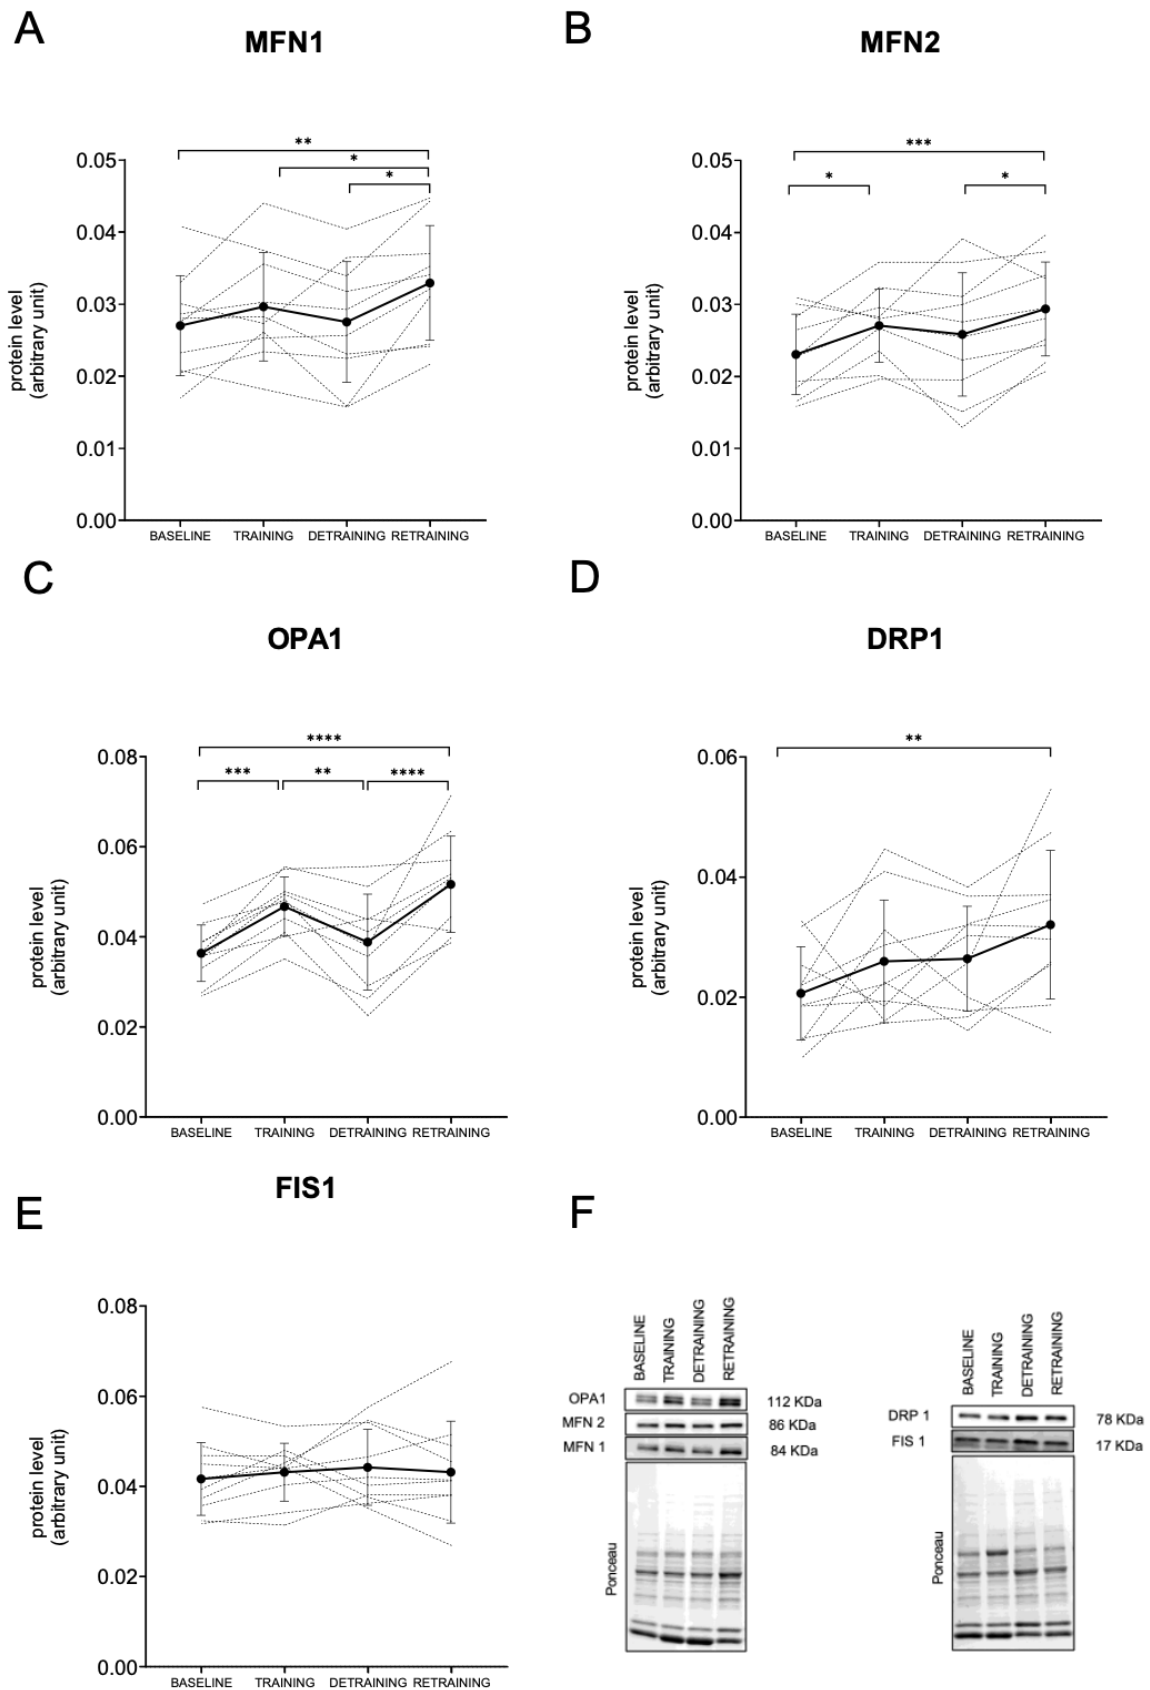 A
MFN1
**
*
*
0.05
0.04
0.03
0.02
0.01
0.00
protein level
(arbitrary unit)
BASELINE TRAINING DETRAINING RETRAINING
B
MFN2
***
*
*
0.05
0.04
0.03
0.02
0.01
0.00
protein level
(arbitrary unit)
BASELINE TRAINING DETRAINING RETRAINING
C
OPA1
****
*** ** ****
0.08
0.06
0.04
0.02
0.00
protein level
(arbitrary unit)
BASELINE TRAINING DETRAINING RETRAINING
D
DRP1
**
0.06
0.04
0.02
0.00
protein level
(arbitrary unit)
BASELINE TRAINING DETRAINING RETRAINING
E
FIS1
0.08
0.06
0.04
0.02
0.00
protein level
(arbitrary unit)
BASELINE TRAINING DETRAINING RETRAINING
F
BASELINE
TRAINING
DETRAINING
RETRAINING
OPA1 112 KDa
MFN 2 86 KDa
MFN 1 84 KDa
Ponceau
BASELINE
TRAINING
DETRAINING
RETRAINING
DRP 1 78 KDa
FIS 1 17 KDa
Ponceau